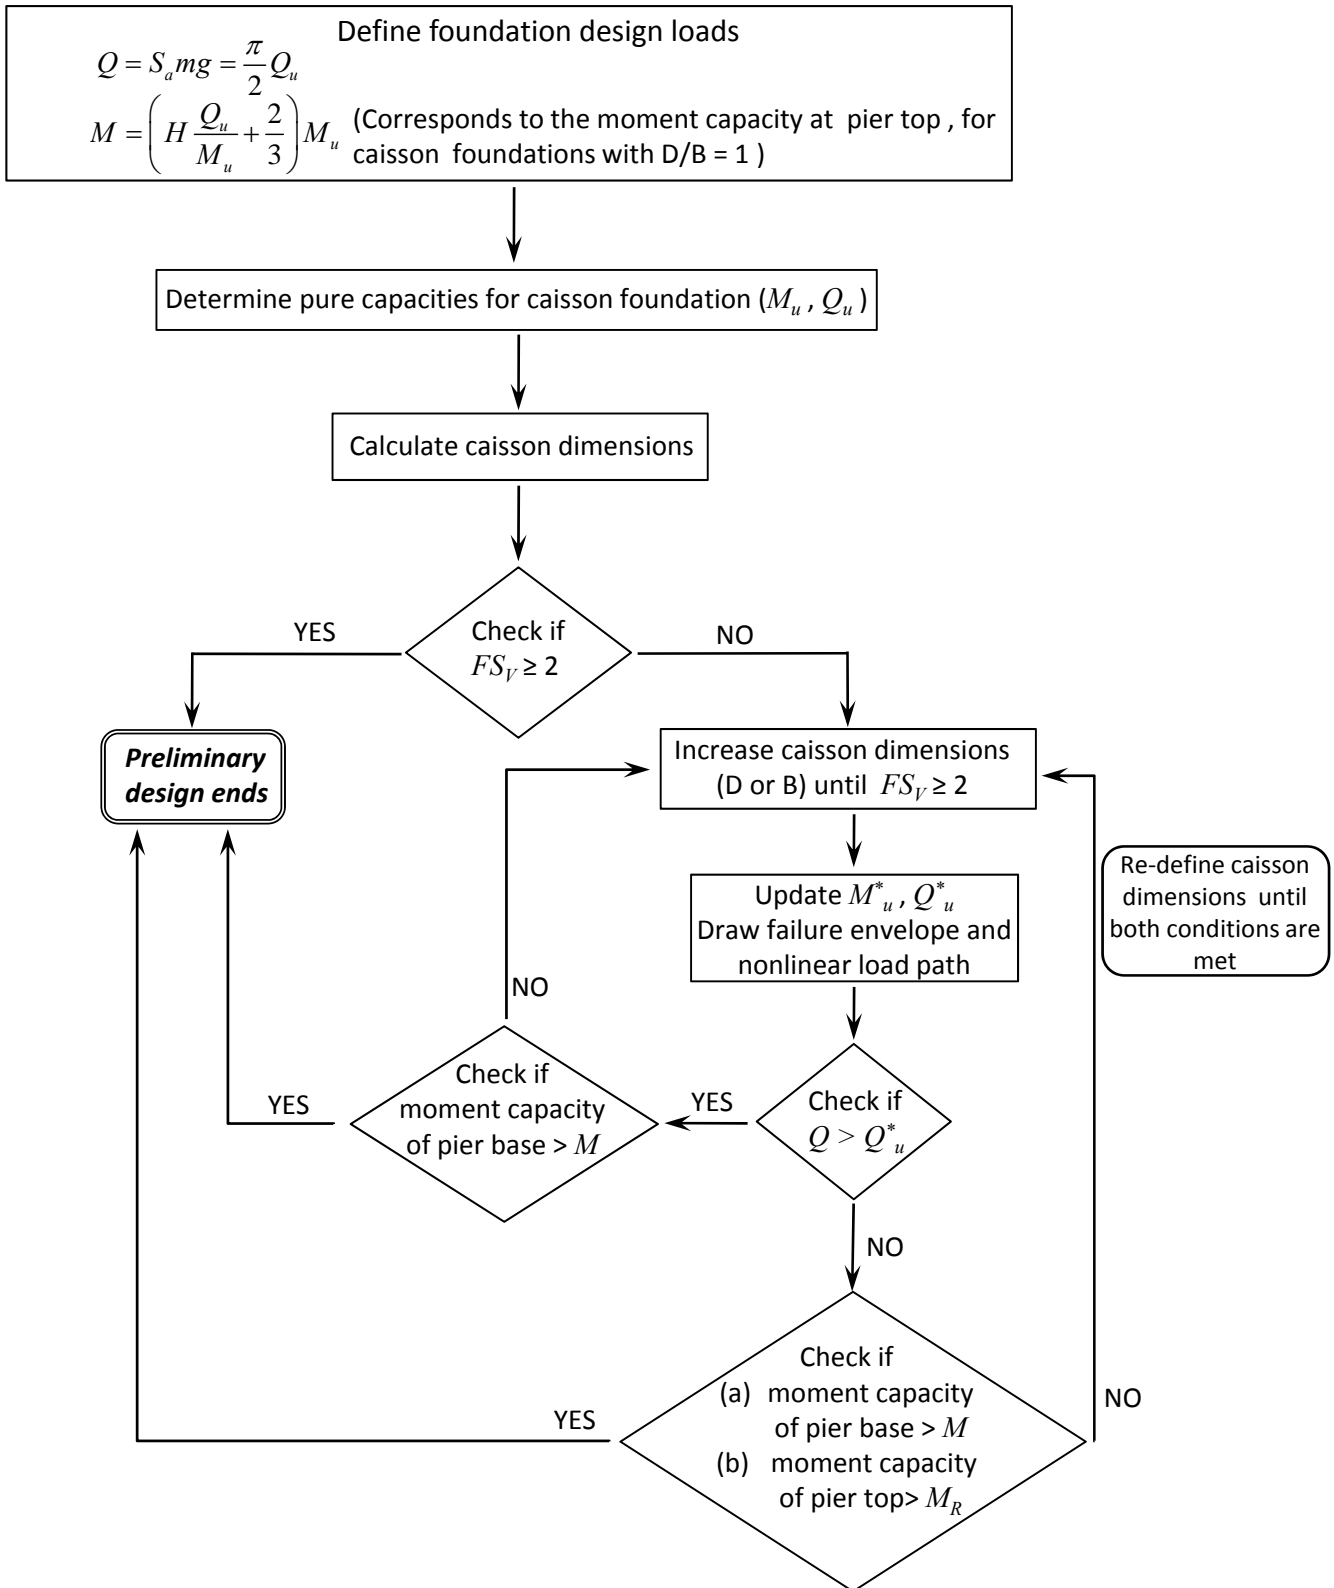 Define foundation design loads
Q = S_a mg = \frac{π}{2} Q_u
M = \left( H \frac{Q_u}{M_u} + \frac{2}{3} \right) M_u (Corresponds to the moment capacity at pier top , for
caisson foundations with D/B = 1 )
Determine pure capacities for caisson foundation (M_u , Q_u )
Calculate caisson dimensions
Check if
FS_V ≥ 2
YES
NO
Preliminary
design ends
Increase caisson dimensions
(D or B) until FS_V ≥ 2
Update M*_u , Q*_u
Draw failure envelope and
nonlinear load path
Re-define caisson
dimensions until
both conditions are
met
NO
Check if
moment capacity
of pier base > M
YES
YES
Check if
Q > Q*_u
NO
Check if
(a) moment capacity
of pier base > M
(b) moment capacity
of pier top> M_R
YES
NO